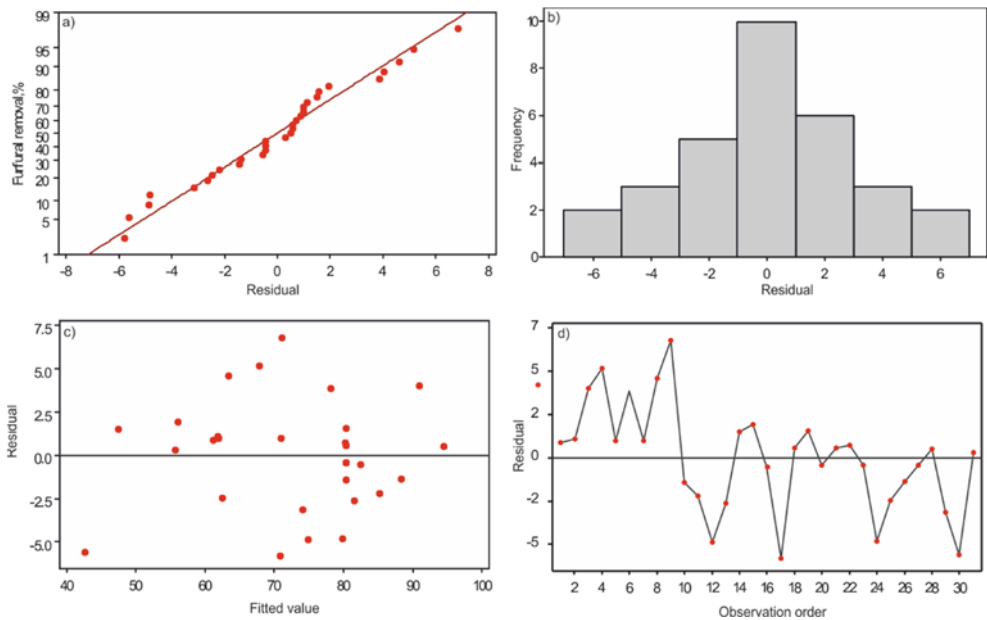 a)
99
95
90
80
70
60
50
40
30
20
10
5
1
Furfural removal,%
-8 -6 -4 -2 0 2 4 6 8
Residual
b)
10
8
6
4
2
0
Frequency
-6 -4 -2 0 2 4 6
Residual
c)
7.5
5.0
2.5
0.0
-2.5
-5.0
Residual
40 50 60 70 80 90 100
Fitted value
d)
7
5
2
0
-2
-5
Residual
2 4 6 8 10 12 14 16 18 20 22 24 26 28 30
Observation order